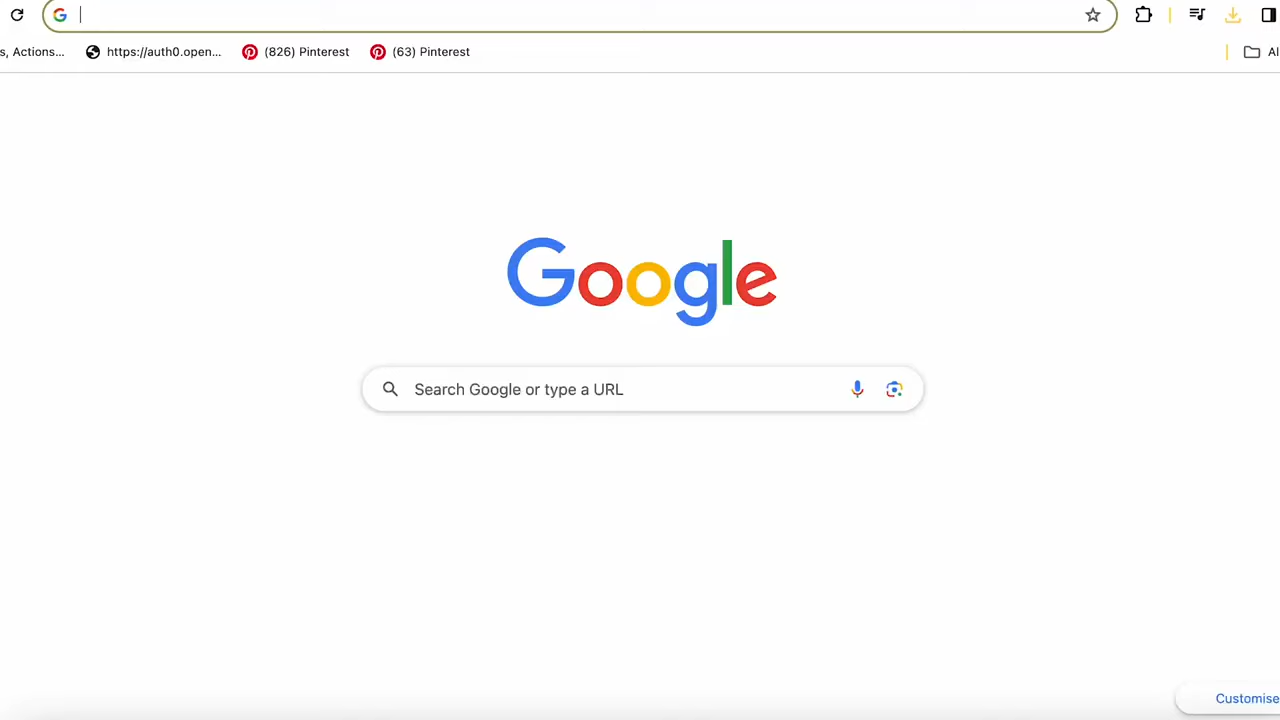 s, Actions... https://auth0.open... (826) Pinterest (63) Pinterest Al
Google
Search Google or type a URL
Customise